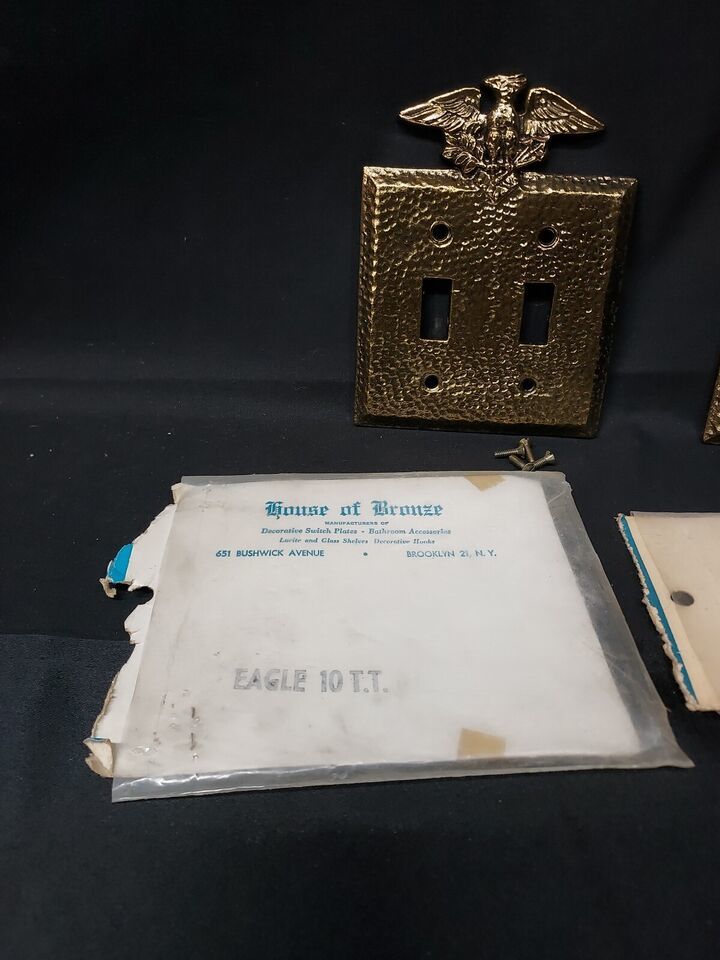 House of Bronze
MANUFACTURERS OF
Decorative Switch Plates - Bathroom Accessories
Lucite and Glass Shelves Decorative Hooks
651 BUSHWICK AVENUE • BROOKLYN 21, N. Y.
EAGLE 10 T.T.